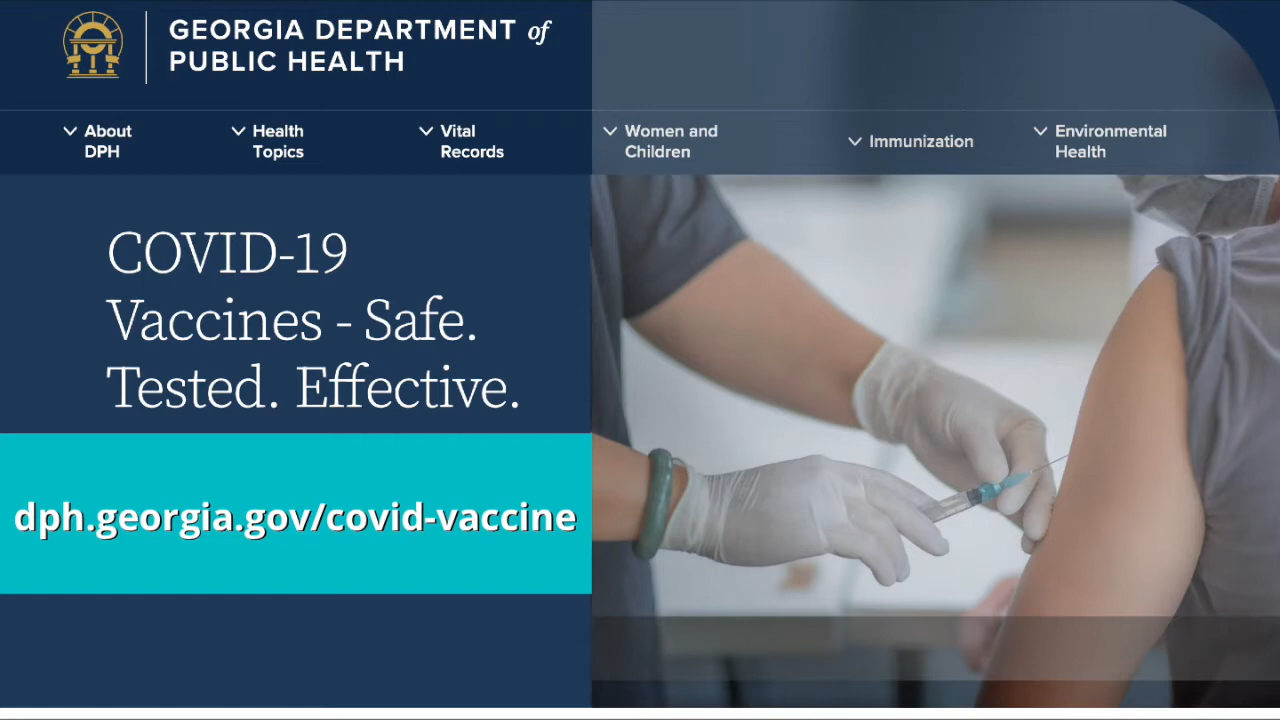 GEORGIA DEPARTMENT of
PUBLIC HEALTH
About
DPH
Health
Topics
Vital
Records
Women and
Children
Immunization
Environmental
Health
COVID-19
Vaccines - Safe.
Tested. Effective.
dph.georgia.gov/covid-vaccine